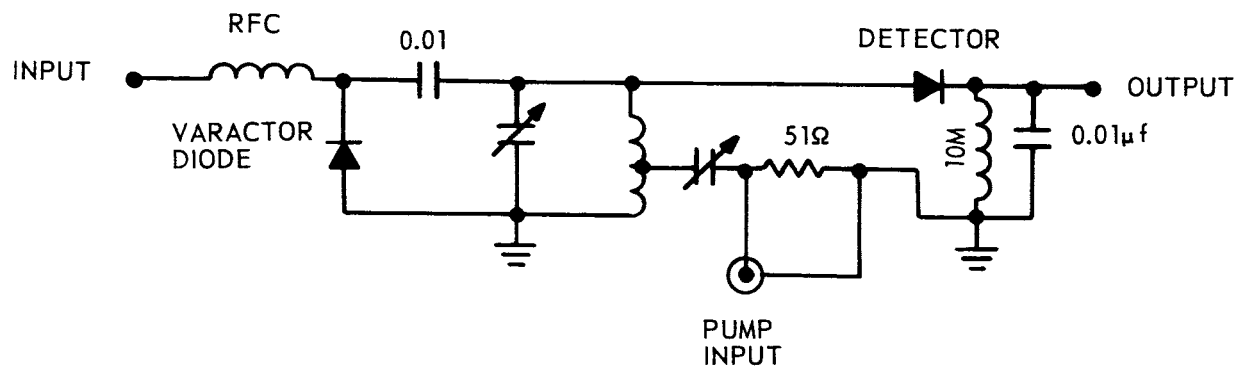 RFC
0.01
DETECTOR
INPUT
OUTPUT
VARACTOR
DIODE
51Ω
10M
0.01μf
PUMP
INPUT